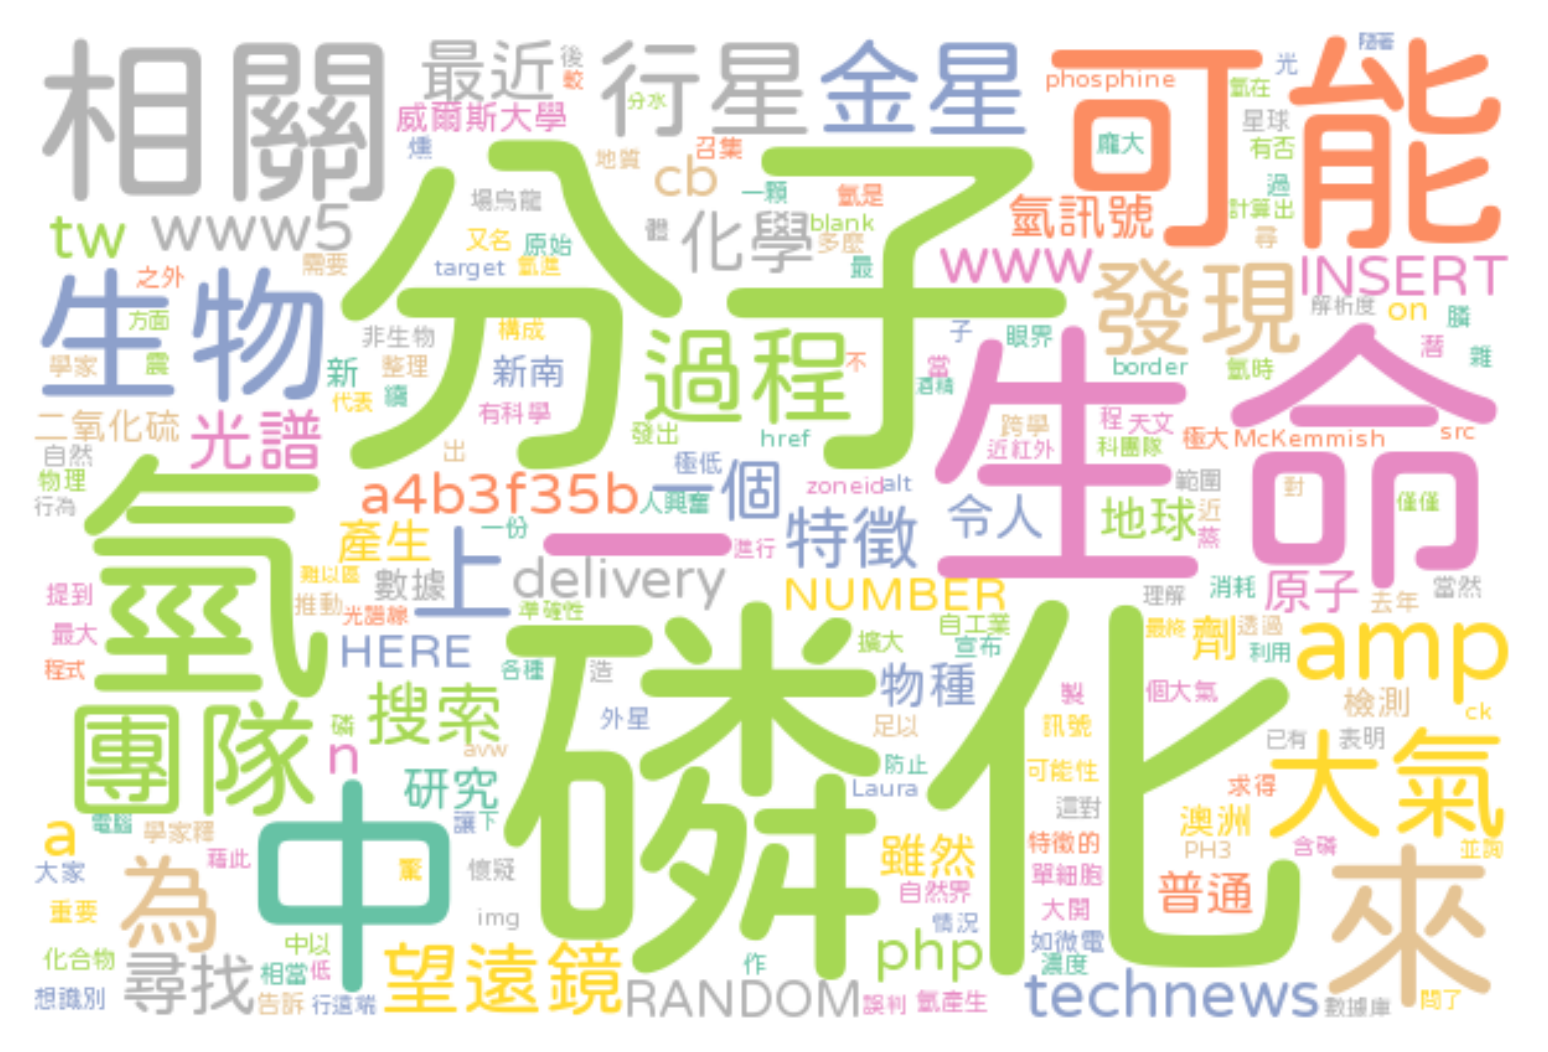 相關
最近
後
較
行星
分水
金星
phosphine
可能
隨著
光
氫在
星球
有否
龐大
過
計算出
尋
威爾斯大學
地質
召集
cb
一顆
氫是
tw
www5
需要
場烏龍
又名
原始
target
體
化學
blank
多麼
最
氫訊號
www
發現
INSERT
解析度
on
膦
潛
雜
生物
之外
方面
學家
震
分子
非生物
整理
構成
新
新南
代表
有科學
過程
不
當
酒精
子
眼界
border
氫時
二氧化硫
光譜
自然
物理
行為
出
發出
href
極低
跨學
近紅外
程
天文
科團隊
極大
McKemmish
src
生命
氫
a4b3f35b
人興奮
一個
zoneid
alt
特徵
令人
範圍
地球
近
蒸
對
僅僅
產生
一份
上
一
進行
難以區
數據
delivery
NUMBER
理解
消耗
原子
當然
去年
提到
推動
光譜線
準確性
最大
程式
HERE
各種
造
擴大
自工業
宣布
最終
劑
透過
利用
amp
團隊
搜索
n
磷化
外星
avw
物種
足以
製
個大氣
訊號
檢測
ck
研究
防止
Laura
可能性
已有
表明
大氣
求得
這對
a
電腦
學家釋
讓
下
大家
藉此
中
懷疑
雖然
特徵的
澳洲
PH3
含磷
並詢
為
重要
img
自然界
單細胞
大開
普通
來
情況
如微電
濃度
化合物
中以
尋找
相當
低
望遠鏡
作
php
想識別
告訴
行遠端
RANDOM
誤判
氫產生
technews
數據庫